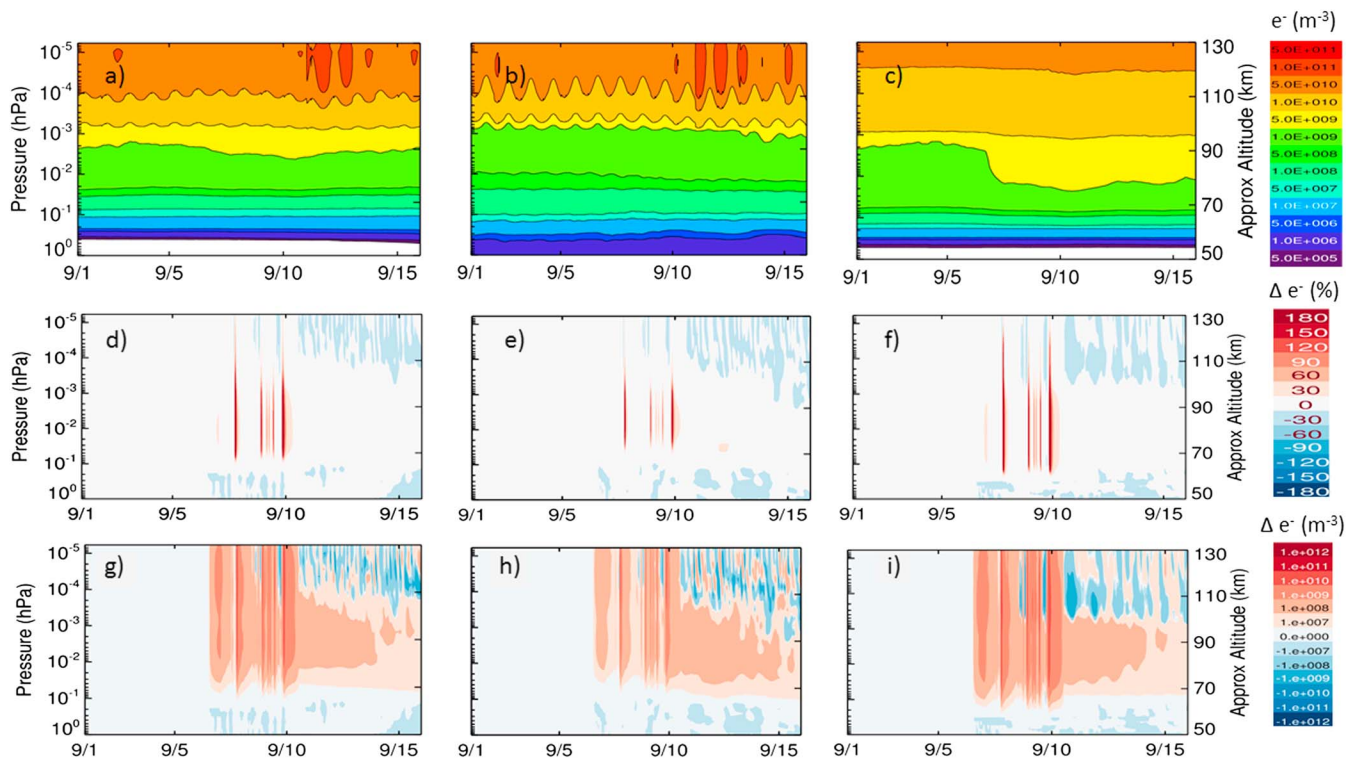 e⁻ (m⁻³)
a)
b)
c)
Pressure (hPa)
10⁻⁵
10⁻⁴
10⁻³
10⁻²
10⁻¹
10⁰
130
110
90
70
50
Approx Altitude (km)
5.0E+011
1.0E+011
5.0E+010
1.0E+010
5.0E+009
1.0E+009
5.0E+008
1.0E+008
5.0E+007
1.0E+007
5.0E+006
1.0E+006
5.0E+005
9/1 9/5 9/10 9/15
9/1 9/5 9/10 9/15
9/1 9/5 9/10 9/15
Δ e⁻ (%)
d)
e)
f)
Pressure (hPa)
10⁻⁵
10⁻⁴
10⁻³
10⁻²
10⁻¹
10⁰
130
110
90
70
50
Approx Altitude (km)
180
150
120
90
60
30
0
-30
-60
-90
-120
-150
-180
9/1 9/5 9/10 9/15
9/1 9/5 9/10 9/15
9/1 9/5 9/10 9/15
Δ e⁻ (m⁻³)
g)
h)
i)
Pressure (hPa)
10⁻⁵
10⁻⁴
10⁻³
10⁻²
10⁻¹
10⁰
130
110
90
70
50
Approx Altitude (km)
1.e+012
1.e+011
1.e+010
1.e+009
1.e+008
1.e+007
0.e+000
-1.e+007
-1.e+008
-1.e+009
-1.e+010
-1.e+011
-1.e+012
9/1 9/5 9/10 9/15
9/1 9/5 9/10 9/15
9/1 9/5 9/10 9/15